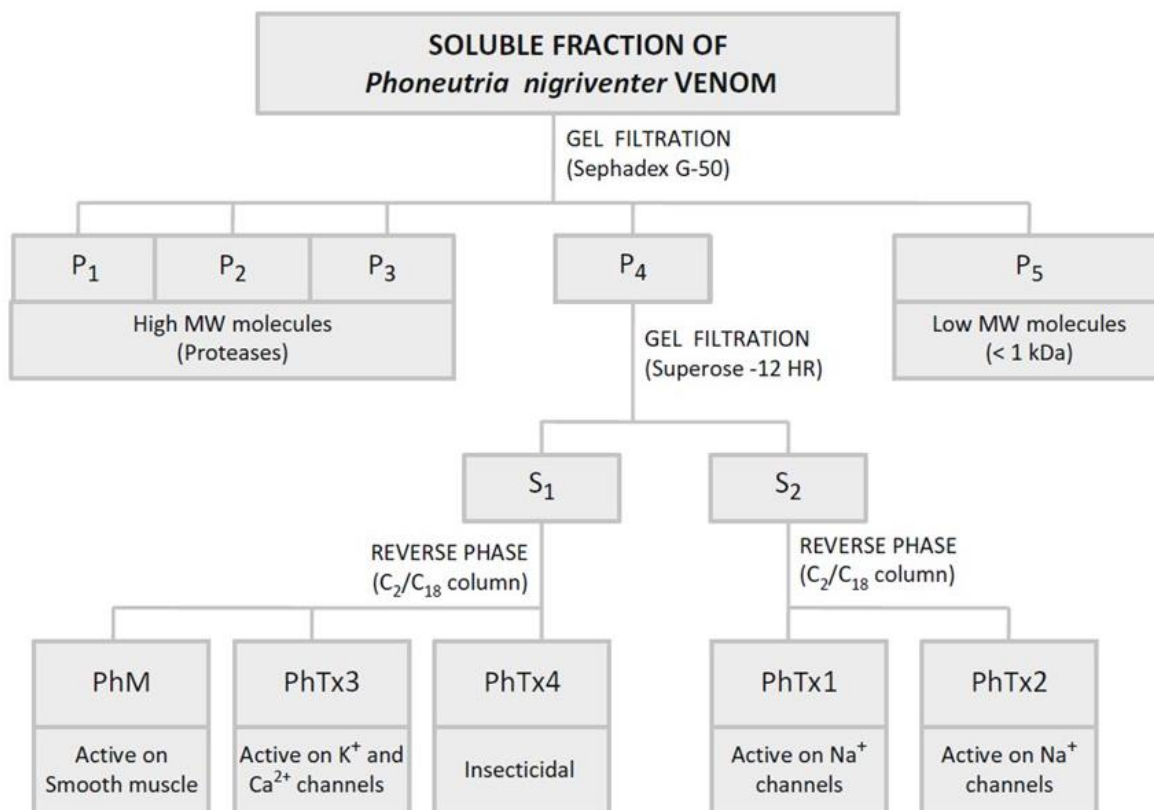 SOLUBLE FRACTION OF
Phoneutria nigriventer VENOM
GEL FILTRATION
(Sephadex G-50)
P₁
P₂
P₃
P₄
P₅
High MW molecules
(Proteases)
Low MW molecules
(< 1 kDa)
GEL FILTRATION
(Superose -12 HR)
S₁
S₂
REVERSE PHASE
(C₂/C₁₈ column)
REVERSE PHASE
(C₂/C₁₈ column)
PhM
Active on
Smooth muscle
PhTx3
Active on K⁺ and
Ca²⁺ channels
PhTx4
Insecticidal
PhTx1
Active on Na⁺
channels
PhTx2
Active on Na⁺
channels